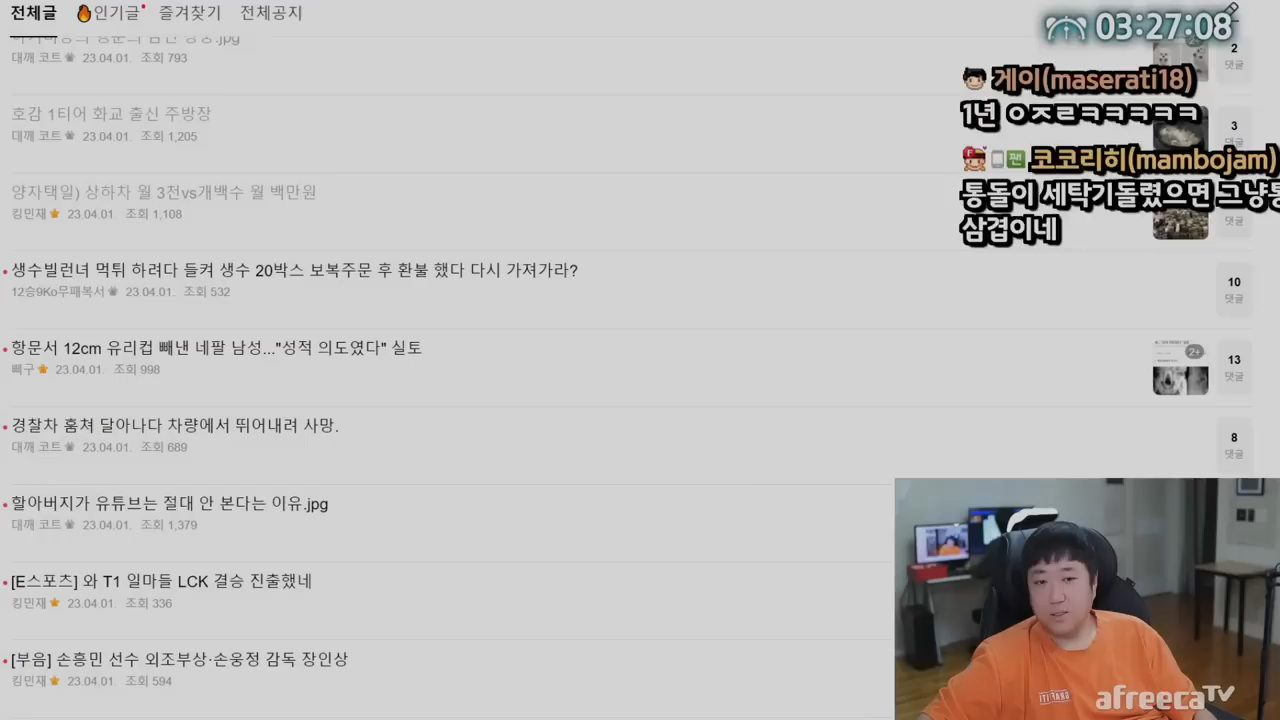 전체글 인기글 즐겨찾기 전체공지
03:27:08
대깨 코트 23.04.01. 조회 793
2
댓글
게이(maserati18)
1년 ㅇㅈㄹㅋㅋㅋㅋㅋ
호감 1티어 화교 출신 주방장
대깨 코트 23.04.01. 조회 1,205
3
댓글
코코리히(mambojam)
통돌이 세탁기돌렸으면 그냥통
삼겹이네
양자택일) 상하차 월 3천vs개백수 월 백만원
킹민재 23.04.01. 조회 1,108
댓글
생수빌런녀 먹튀 하려다 들켜 생수 20박스 보복주문 후 환불 했다 다시 가져가라?
12승9Ko무패복서 23.04.01. 조회 532
10
댓글
항문서 12cm 유리컵 빼낸 네팔 남성..."성적 의도였다" 실토
삐구 23.04.01. 조회 998
2+
13
댓글
경찰차 훔쳐 달아나다 차량에서 뛰어내려 사망.
대깨 코트 23.04.01. 조회 689
8
댓글
할아버지가 유튜브는 절대 안 본다는 이유.jpg
대깨 코트 23.04.01. 조회 1,379
[E스포츠] 와 T1 일마들 LCK 결승 진출했네
킹민재 23.04.01. 조회 336
[부음] 손흥민 선수 외조부상·손웅정 감독 장인상
킹민재 23.04.01. 조회 594
afreecaTV